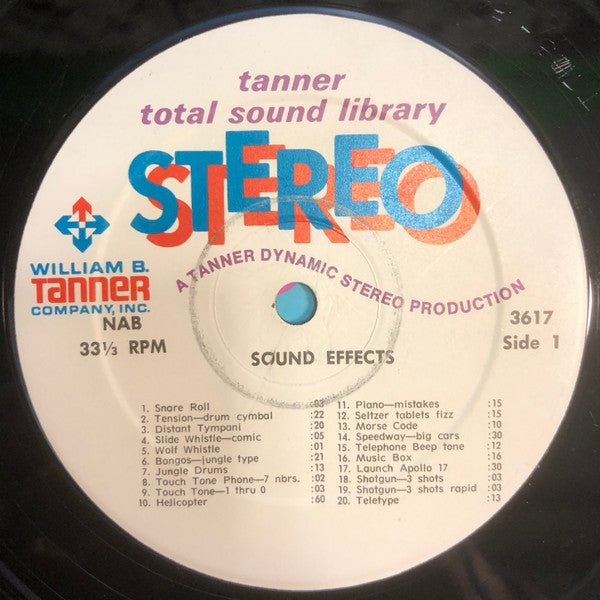 tanner
total sound library
STEREO
A TANNER DYNAMIC STEREO PRODUCTION
WILLIAM B.
TANNER
COMPANY, INC.
NAB
33⅓ RPM
SOUND EFFECTS
3617
Side 1
1. Snare Roll :03
2. Tension—drum cymbal :22
3. Distant Tympani :20
4. Slide Whistle—comic :05
5. Wolf Whistle :01
6. Bongos—jungle type :21
7. Jungle Drums :13
8. Touch Tone Phone—7 nbrs. :02
9. Touch Tone—1 thru 0 :03
10. Helicopter :60
11. Piano—mistakes :15
12. Seltzer tablets fizz :15
13. Morse Code :10
14. Speedway—big cars :30
15. Telephone Beep tone :12
16. Music Box :16
17. Launch Apollo 17 :30
18. Shotgun—3 shots :03
19. Shotgun—3 shots rapid :03
20. Teletype :13